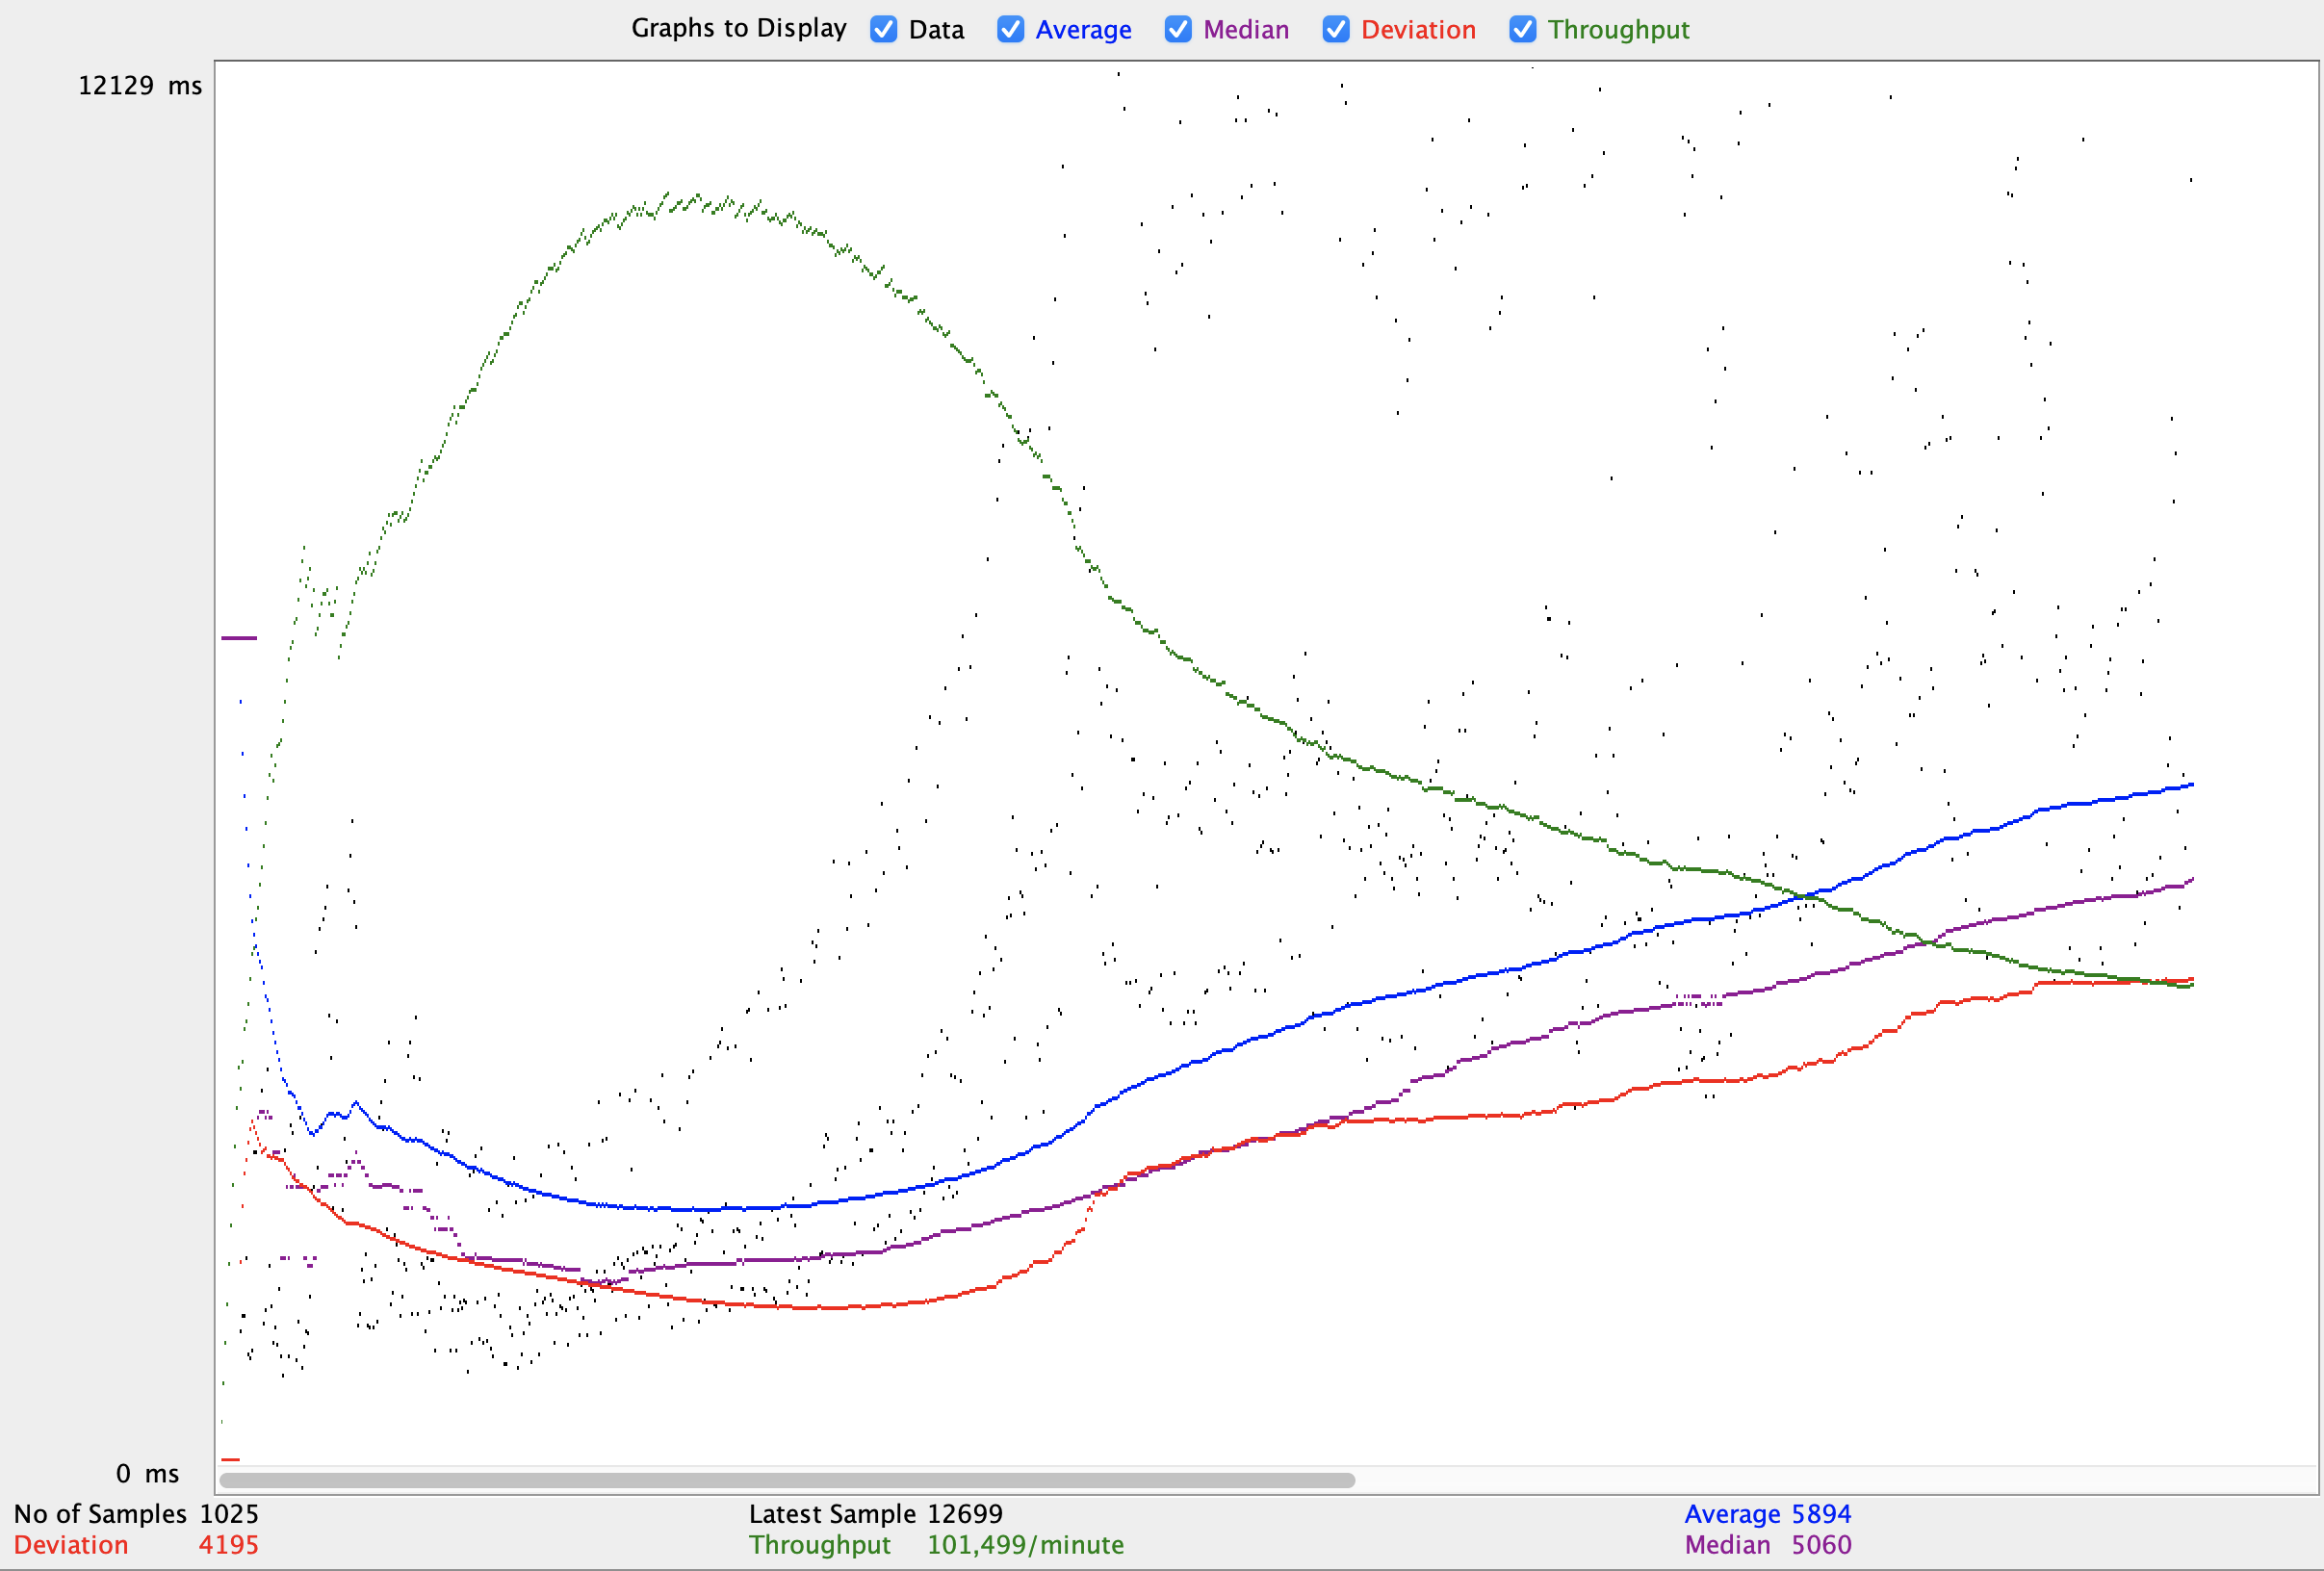 Graphs to Display Data Average Median Deviation Throughput
12129 ms
0 ms
No of Samples 1025 Latest Sample 12699 Average 5894
Deviation 4195 Throughput 101,499/minute Median 5060